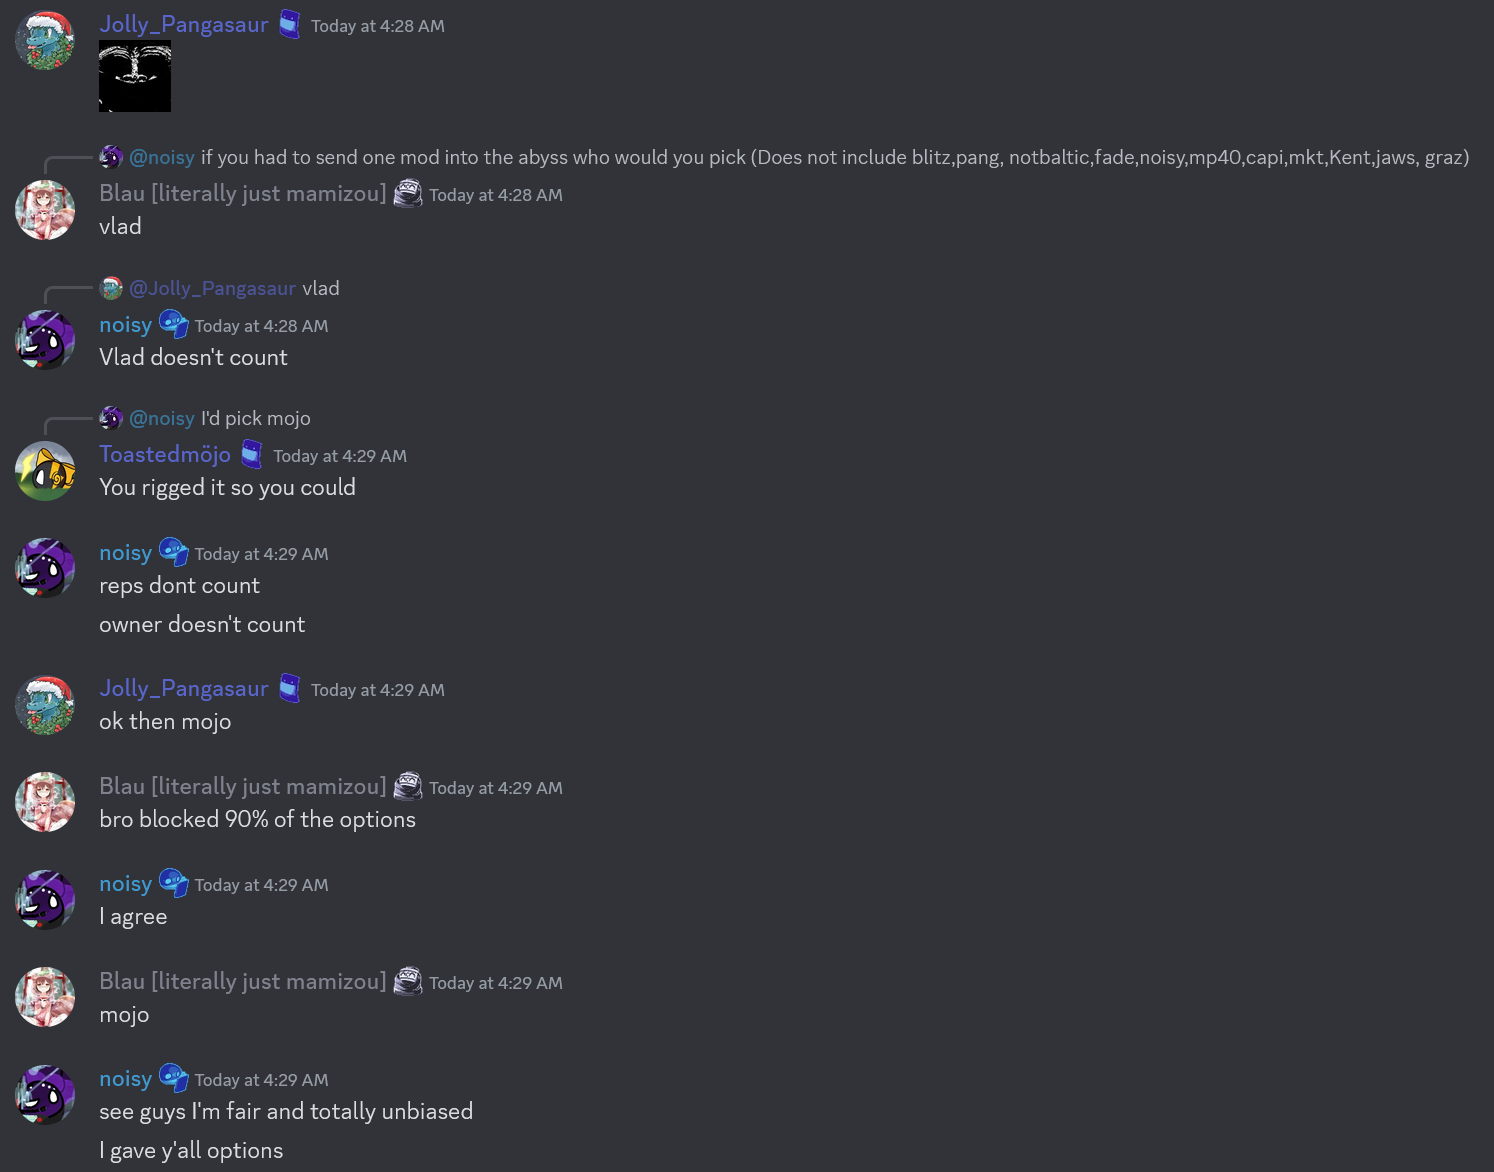 Jolly_Pangasaur Today at 4:28 AM
@noisy if you had to send one mod into the abyss who would you pick (Does not include blitz,pang, notbaltic,fade,noisy,mp40,capi,mkt,Kent,jaws, graz)
Blau [literally just mamizou] Today at 4:28 AM
vlad
@Jolly_Pangasaur vlad
noisy Today at 4:28 AM
Vlad doesn't count
@noisy I'd pick mojo
Toastedmöjo Today at 4:29 AM
You rigged it so you could
noisy Today at 4:29 AM
reps dont count
owner doesn't count
Jolly_Pangasaur Today at 4:29 AM
ok then mojo
Blau [literally just mamizou] Today at 4:29 AM
bro blocked 90% of the options
noisy Today at 4:29 AM
I agree
Blau [literally just mamizou] Today at 4:29 AM
mojo
noisy Today at 4:29 AM
see guys I'm fair and totally unbiased
I gave y'all options